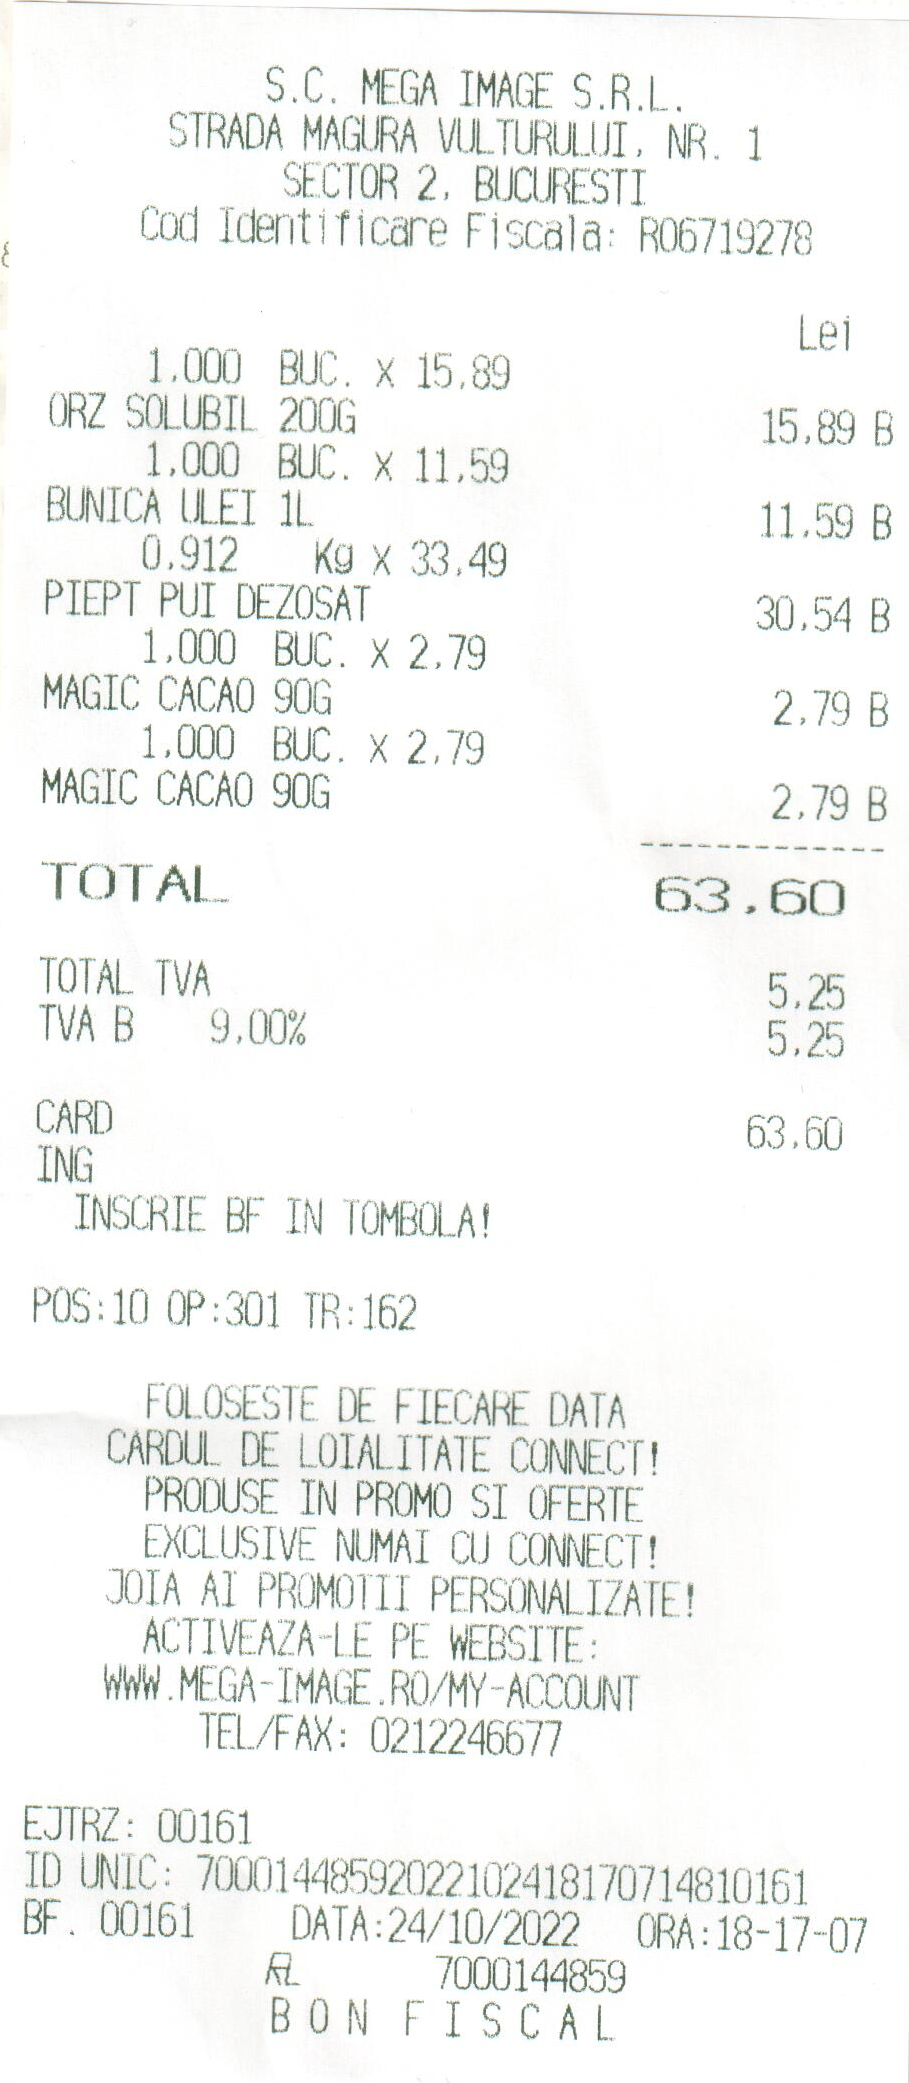 S.C. MEGA IMAGE S.R.L.
STRADA MAGURA VULTURULUI, NR. 1
SECTOR 2, BUCURESTI
Cod Identificare Fiscala: RO6719278
Lei
1,000 BUC. X 15,89
ORZ SOLUBIL 200G 15,89 B
1,000 BUC. X 11,59
BUNICA ULEI 1L 11,59 B
0,912 Kg X 33,49
PIEPT PUI DEZOSAT 30,54 B
1,000 BUC. X 2,79
MAGIC CACAO 90G 2,79 B
1,000 BUC. X 2,79
MAGIC CACAO 90G 2,79 B
-------------
TOTAL 63,60
TOTAL TVA 5,25
TVA B 9,00% 5,25
CARD 63,60
ING
INSCRIE BF IN TOMBOLA!
POS:10 OP:301 TR:162
FOLOSESTE DE FIECARE DATA
CARDUL DE LOIALITATE CONNECT!
PRODUSE IN PROMO SI OFERTE
EXCLUSIVE NUMAI CU CONNECT!
JOIA AI PROMOTII PERSONALIZATE!
ACTIVEAZA-LE PE WEBSITE:
WWW.MEGA-IMAGE.RO/MY-ACCOUNT
TEL/FAX: 0212246677
EJTRZ: 00161
ID UNIC: 70001448592022102418170714810161
BF. 00161 DATA:24/10/2022 ORA:18-17-07
7000144859
BON FISCAL